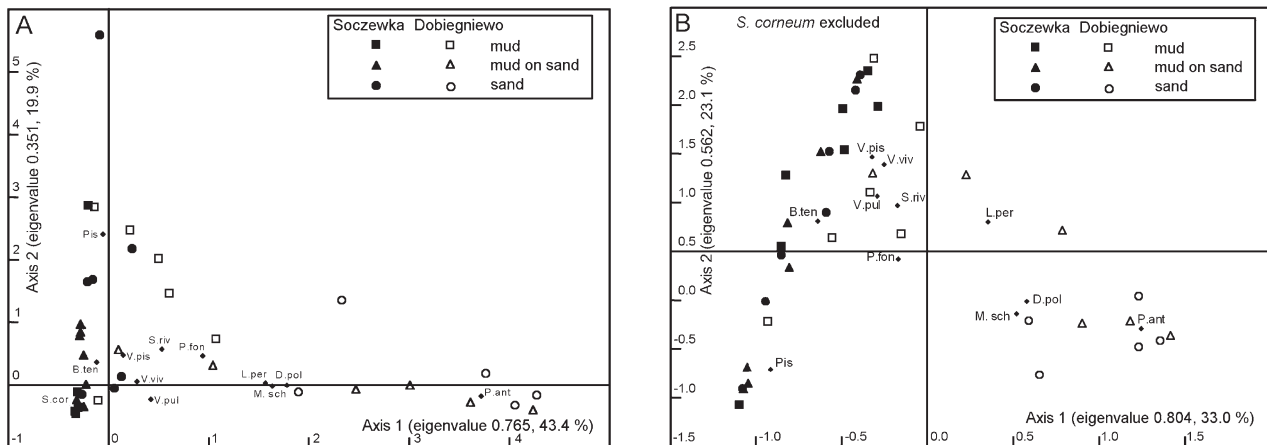 A
Soczewka Dobiegniewo
mud
mud on sand
sand
Axis 2 (eigenvalue 0.351, 19.9 %)
5
4
3
2
1
0
Pis
S.riv
P.fon
V.pis
B.ten
V.viv
L.per
D.pol
M. sch
S.cor
V.pul
P.ant
Axis 1 (eigenvalue 0.765, 43.4 %)
-1 0 1 2 3 4
B
S. corneum excluded
Soczewka Dobiegniewo
mud
mud on sand
sand
Axis 2 (eigenvalue 0.562, 23.1 %)
2.5
2.0
1.5
1.0
0.5
0.0
-0.5
-1.0
-1.5
V.pis
V.viv
V.pul
S.riv
B.ten
L.per
P.fon
D.pol
M. sch
P.ant
Pis
Axis 1 (eigenvalue 0.804, 33.0 %)
-1.0 -0.5 0.0 0.5 1.0 1.5